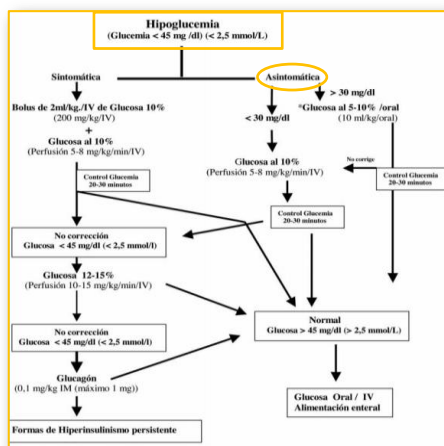 Hipoglucemia
(Glucemia < 45 mg /dl) (< 2,5 mmol/L)
Sintomática
Asintomática
Bolus de 2ml/kg./IV de Glucosa 10%
(200 mg/kg/IV)
+
Glucosa al 10%
(Perfusión 5-8 mg/kg/min/IV)
Control Glucemia
20-30 minutos
> 30 mg/dl
*Glucosa al 5-10% /oral
(10 ml/kg/oral)
< 30 mg/dl
Glucosa al 10%
(Perfusión 5-8 mg/kg/min/IV)
No corrige
Control Glucemia
20-30 minutos
Control Glucemia
20-30 minutos
No corrección
Glucosa < 45 mg/dl (< 2,5 mmol/l)
Glucosa 12-15%
(Perfusión 10-15 mg/kg/min/IV)
No corrección
Glucosa < 45 mg/dl (< 2,5 mmol/l)
Glucagón
(0,1 mg/kg IM (máximo 1 mg))
Formas de Hiperinsulinismo persistente
Normal
Glucosa > 45 mg/dl (> 2,5 mmol/L)
Glucosa Oral / IV
Alimentación enteral